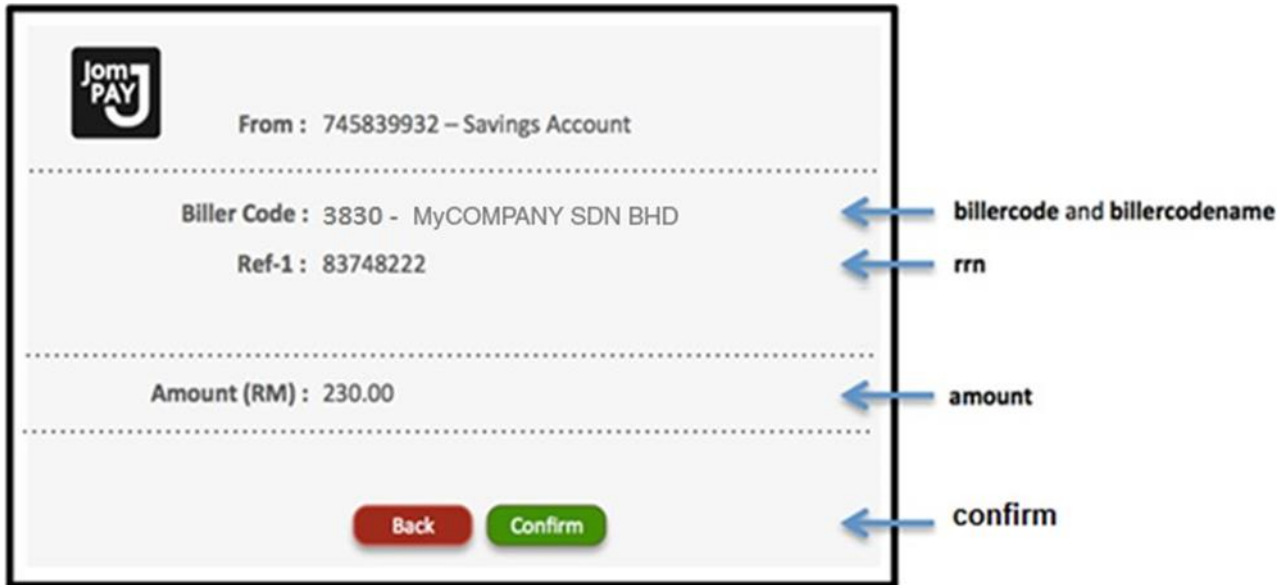 Jom
PAY
From : 745839932 – Savings Account
Biller Code : 3830 - MyCOMPANY SDN BHD
billercode and billercodename
Ref-1 : 83748222
rrn
Amount (RM) : 230.00
amount
Back
Confirm
confirm